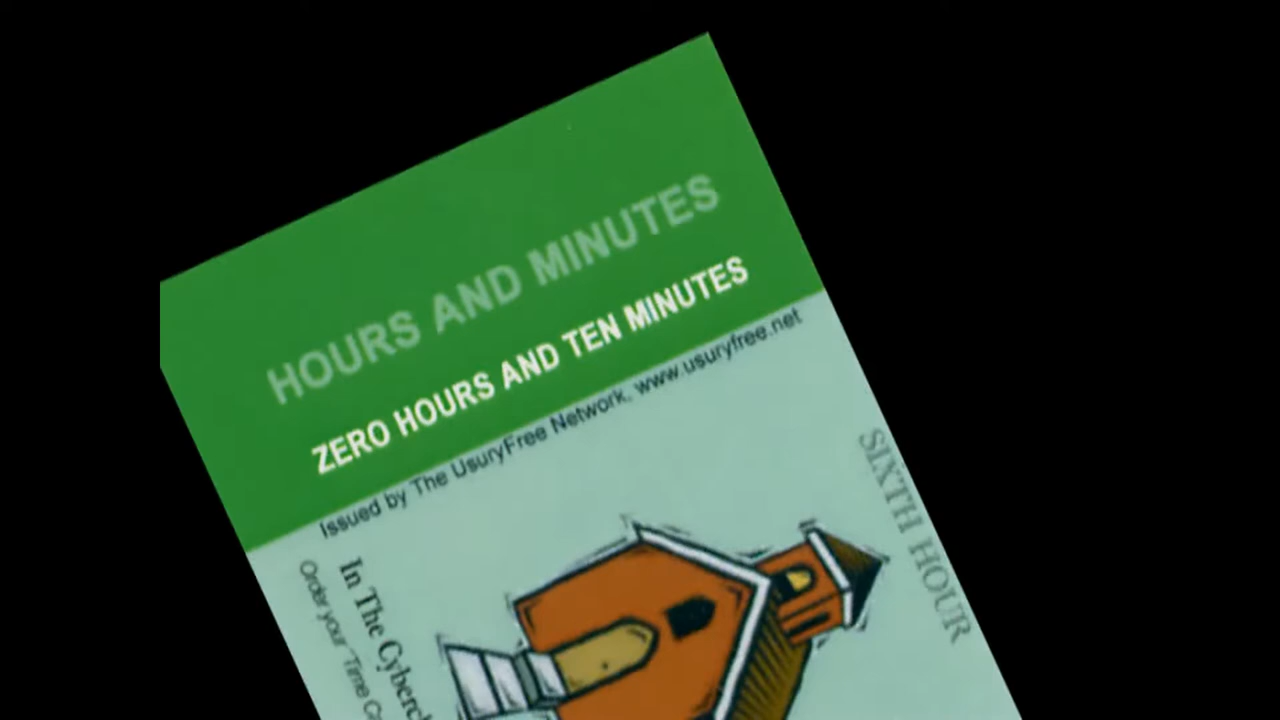 HOURS AND MINUTES
ZERO HOURS AND TEN MINUTES
Issued by The UsuryFree Network, www.usuryfree.net
SIXTH HOUR
In The
Order your Time